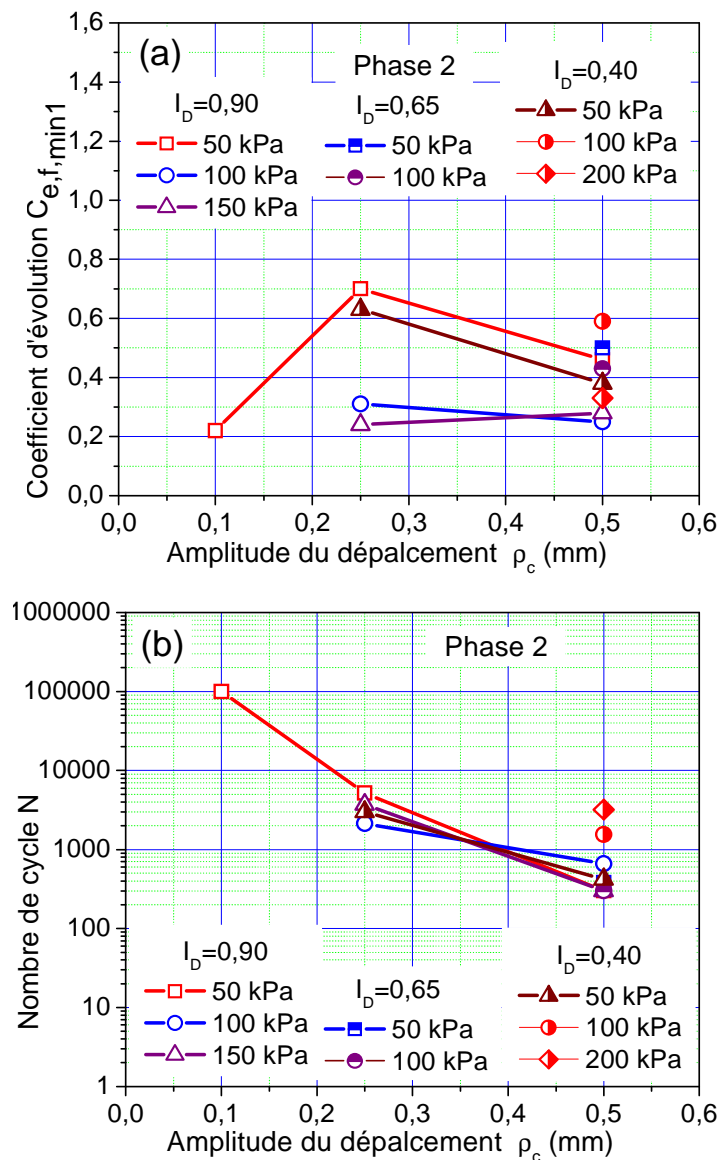 (a)
Phase 2
I_D=0,90
50 kPa
100 kPa
150 kPa
I_D=0,65
50 kPa
100 kPa
I_D=0,40
50 kPa
100 kPa
200 kPa
Coefficient d'évolution C_e,f,min1
1,6
1,4
1,2
1,0
0,8
0,6
0,4
0,2
0,0
0,0 0,1 0,2 0,3 0,4 0,5 0,6
Amplitude du dépalcement ρ_c (mm)
(b)
Phase 2
Nombre de cycle N
1000000
100000
10000
1000
100
10
1
I_D=0,90
50 kPa
100 kPa
150 kPa
I_D=0,65
50 kPa
100 kPa
I_D=0,40
50 kPa
100 kPa
200 kPa
0,0 0,1 0,2 0,3 0,4 0,5 0,6
Amplitude du dépalcement ρ_c (mm)